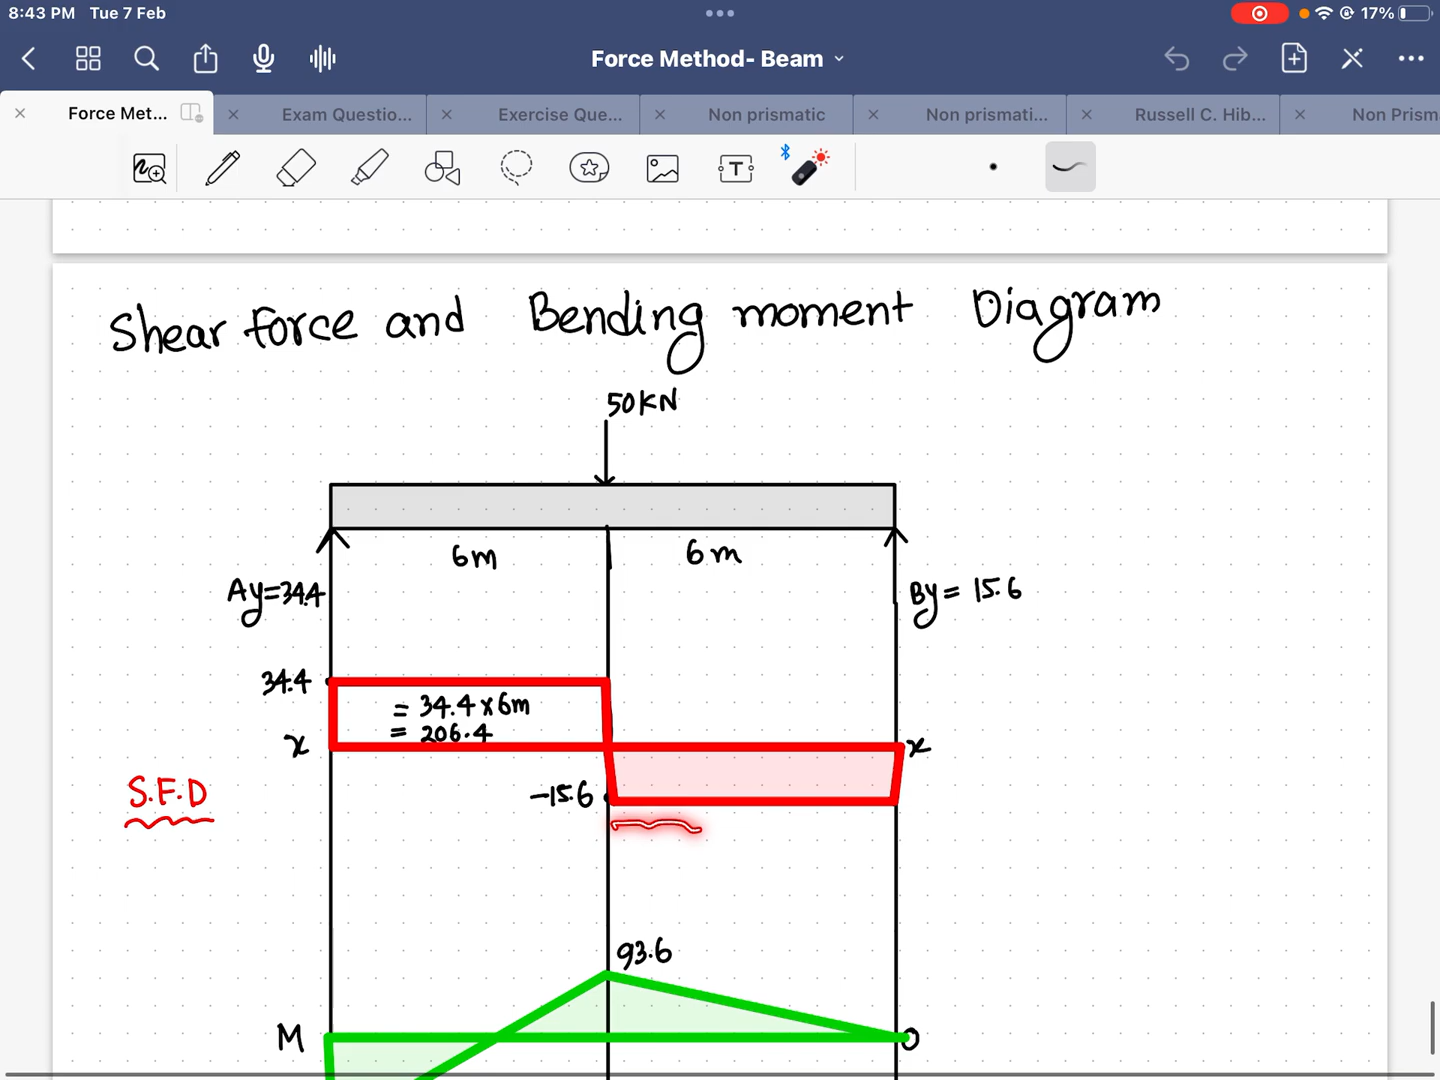 8:43 PM Tue 7 Feb
17%
Force Method- Beam
Force Met...
Exam Questio...
Exercise Que...
Non prismatic
Non prismati...
Russell C. Hib...
Non Prism
T
Shear force and Bending moment Diagram
50KN
6m
6m
Ay=34.4
By = 15.6
34.4
= 34.4x6m
= 206.4
x
x
S.F.D
-15.6
93.6
M
0